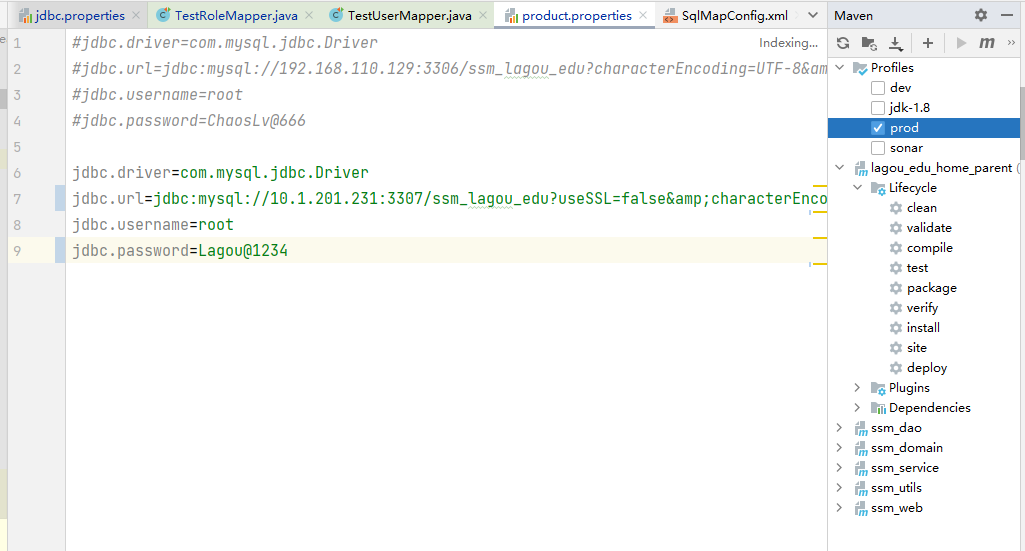 jdbc.properties TestRoleMapper.java TestUserMapper.java product.properties SqlMapConfig.xml Maven
1 #jdbc.driver=com.mysql.jdbc.Driver
Indexing...
2 #jdbc.url=jdbc:mysql://192.168.110.129:3306/ssm_lagou_edu?characterEncoding=UTF-8&am
3 #jdbc.username=root
4 #jdbc.password=ChaosLv@666
5
6 jdbc.driver=com.mysql.jdbc.Driver
7 jdbc.url=jdbc:mysql://10.1.201.231:3307/ssm_lagou_edu?useSSL=false&amp;characterEnco
8 jdbc.username=root
9 jdbc.password=Lagou@1234
Profiles
dev
jdk-1.8
prod
sonar
lagou_edu_home_parent (
Lifecycle
clean
validate
compile
test
package
verify
install
site
deploy
Plugins
Dependencies
ssm_dao
ssm_domain
ssm_service
ssm_utils
ssm_web